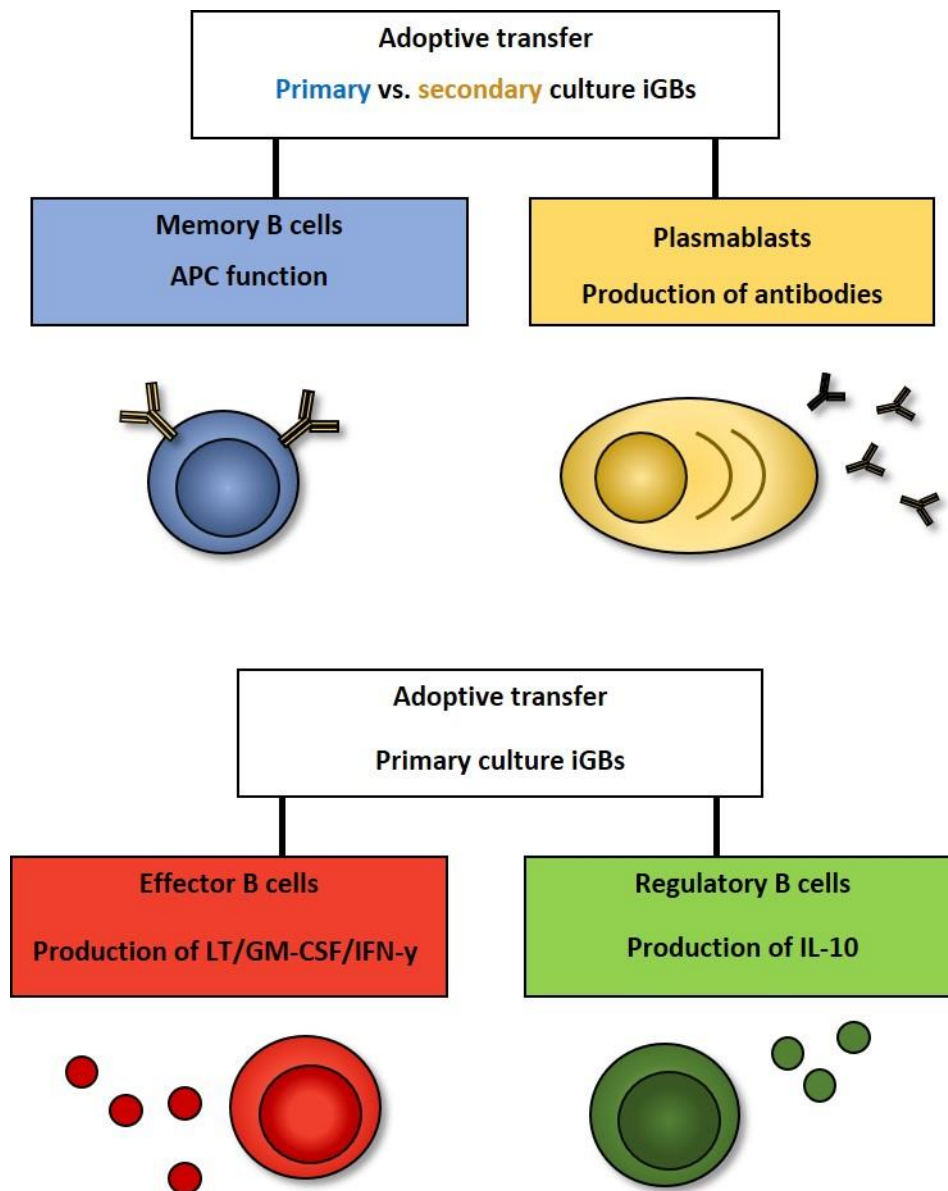 Adoptive transfer
Primary vs. secondary culture iGBs
Memory B cells
APC function
Plasmablasts
Production of antibodies
Adoptive transfer
Primary culture iGBs
Effector B cells
Production of LT/GM-CSF/IFN-y
Regulatory B cells
Production of IL-10